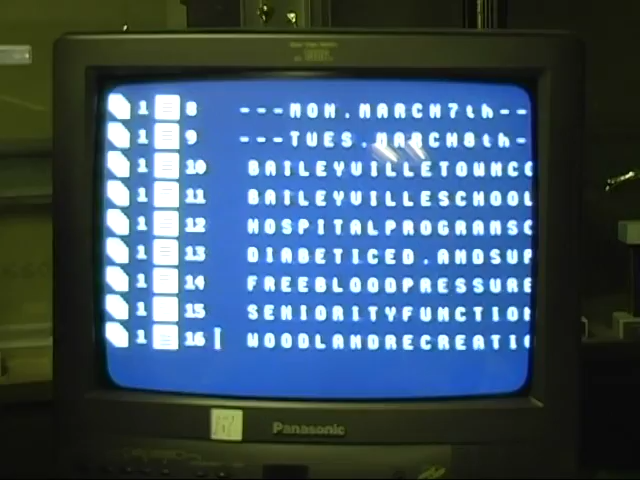 1 8 ---MON.MARCH7th--
1 9 ---TUES.MARCH8th-
1 10 BAILEYVILLETOWNCO
1 11 BAILEYVILLESCHOOL
1 12 HOSPITALPROGRAMSC
1 13 DIABETICED.ANDSUP
1 14 FREEBLOODPRESSURE
1 15 SENIORITYFUNCTION
1 16 WOODLANDRECREATIO
Panasonic